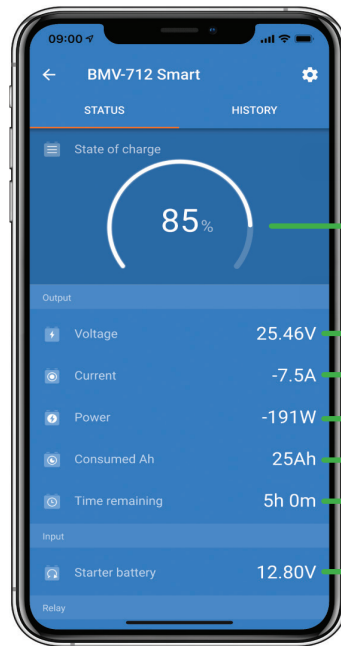 09:00
BMV-712 Smart
STATUS HISTORY
State of charge
85%
Output
Voltage 25.46V
Current -7.5A
Power -191W
Consumed Ah 25Ah
Time remaining 5h 0m
Input
Starter battery 12.80V
Relay